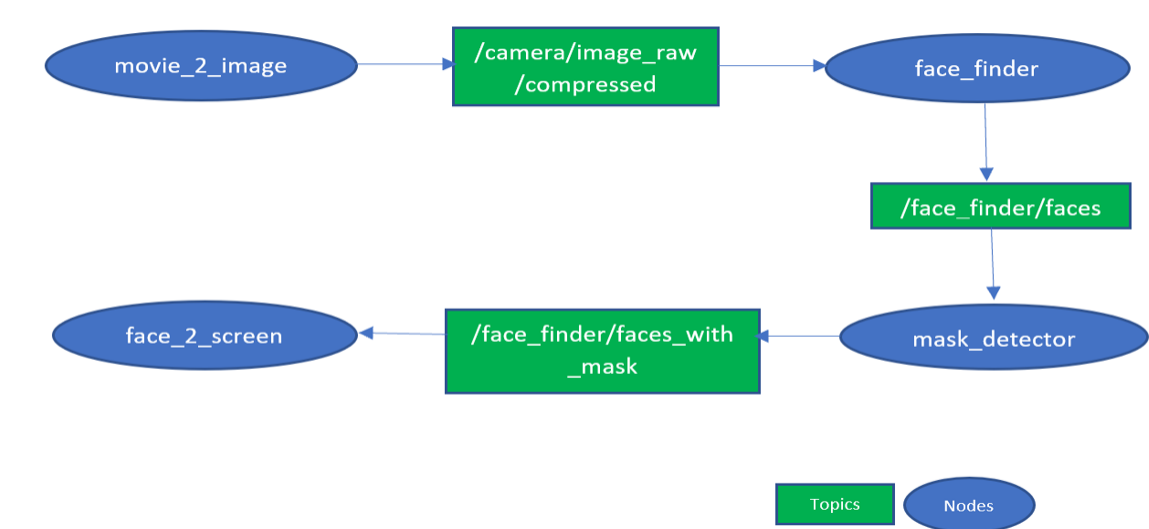 movie_2_image
/camera/image_raw
/compressed
face_finder
/face_finder/faces
face_2_screen
/face_finder/faces_with
_mask
mask_detector
Topics
Nodes